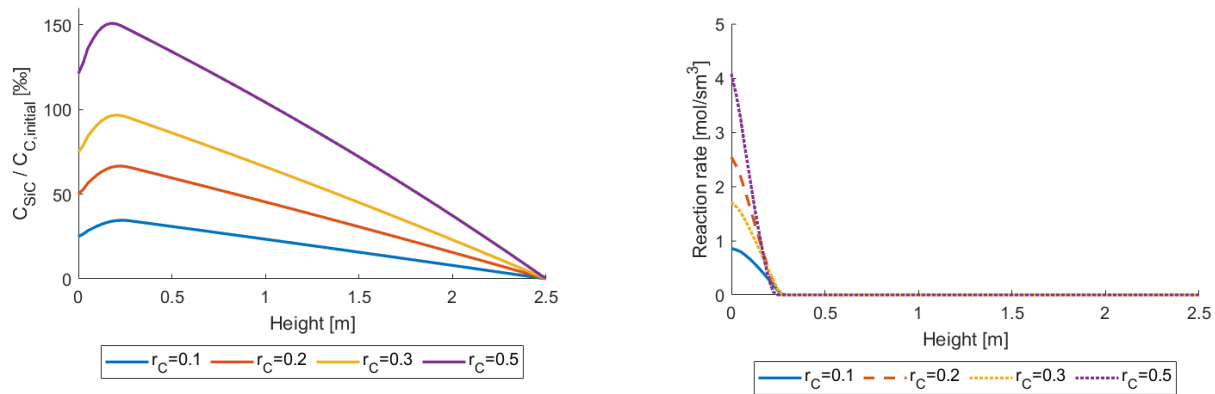 150
100
50
0
C_SiC / C_C,initial [‰]
0 0.5 1 1.5 2 2.5
Height [m]
r_C=0.1 r_C=0.2 r_C=0.3 r_C=0.5
5
4
3
2
1
0
Reaction rate [mol/sm³]
0 0.5 1 1.5 2 2.5
Height [m]
r_C=0.1 r_C=0.2 r_C=0.3 r_C=0.5